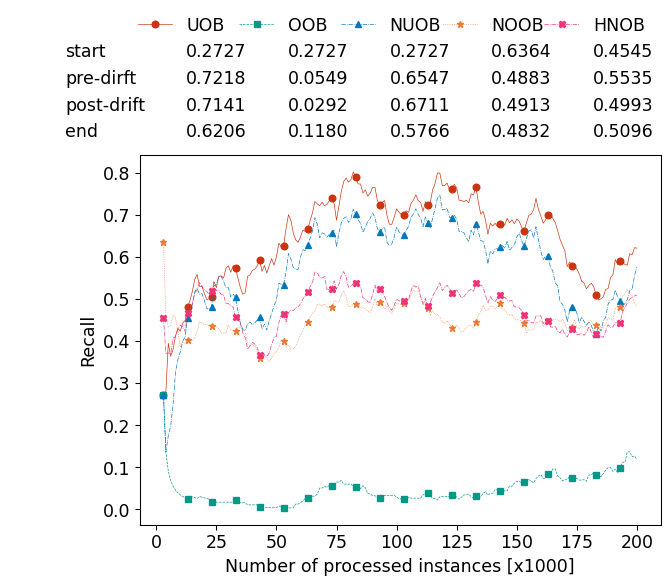 UOB OOB NUOB NOOB HNOB
start 0.2727 0.2727 0.2727 0.6364 0.4545
pre-dirft 0.7218 0.0549 0.6547 0.4883 0.5535
post-drift 0.7141 0.0292 0.6711 0.4913 0.4993
end 0.6206 0.1180 0.5766 0.4832 0.5096
0.8
0.7
0.6
0.5
0.4
0.3
0.2
0.1
0.0
Recall
0 25 50 75 100 125 150 175 200
Number of processed instances [x1000]